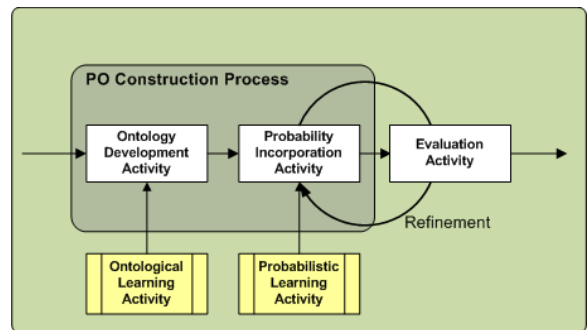 PO Construction Process
Ontology
Development
Activity
Probability
Incorporation
Activity
Evaluation
Activity
Refinement
Ontological
Learning
Activity
Probabilistic
Learning
Activity